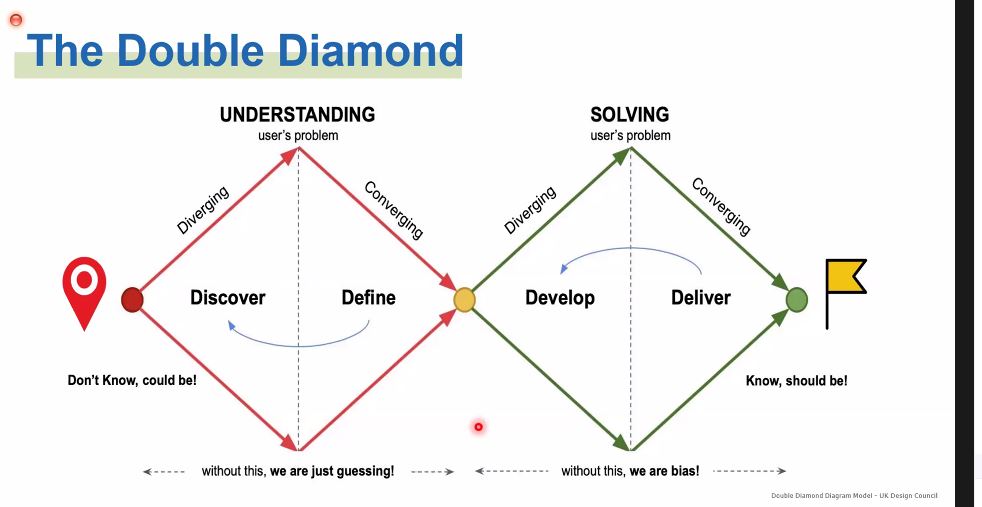 The Double Diamond
UNDERSTANDING
user's problem
SOLVING
user's problem
Diverging
Converging
Diverging
Converging
Discover
Define
Develop
Deliver
Don't Know, could be!
Know, should be!
without this, we are just guessing!
without this, we are bias!
Double Diamond Diagram Model – UK Design Council